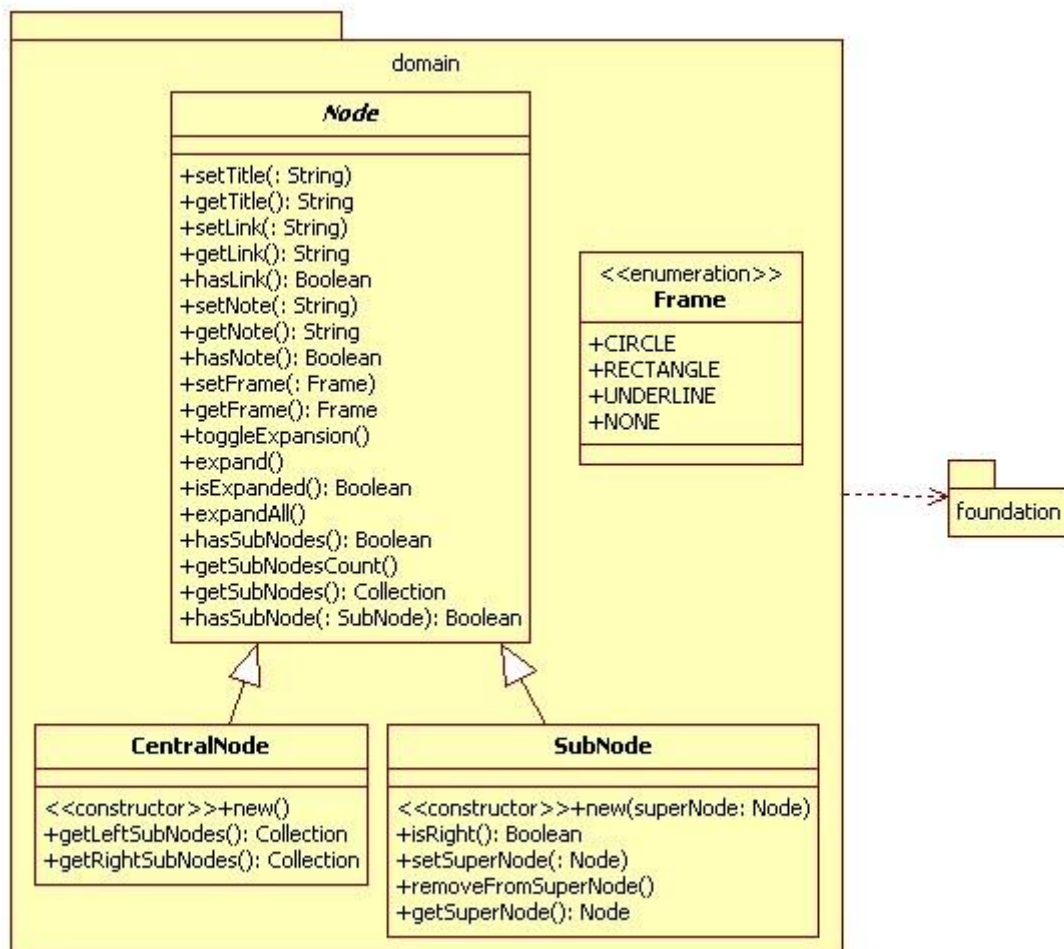 domain
Node
+setTitle(: String)
+getTitle(): String
+setLink(: String)
+getLink(): String
+hasLink(): Boolean
+setNote(: String)
+getNote(): String
+hasNote(): Boolean
+setFrame(: Frame)
+getFrame(): Frame
+toggleExpansion()
+expand()
+isExpanded(): Boolean
+expandAll()
+hasSubNodes(): Boolean
+getSubNodesCount()
+getSubNodes(): Collection
+hasSubNode(: SubNode): Boolean
<<enumeration>>
Frame
+CIRCLE
+RECTANGLE
+UNDERLINE
+NONE
foundation
CentralNode
<<constructor>>+new()
+getLeftSubNodes(): Collection
+getRightSubNodes(): Collection
SubNode
<<constructor>>+new(superNode: Node)
+isRight(): Boolean
+setSuperNode(: Node)
+removeFromSuperNode()
+getSuperNode(): Node